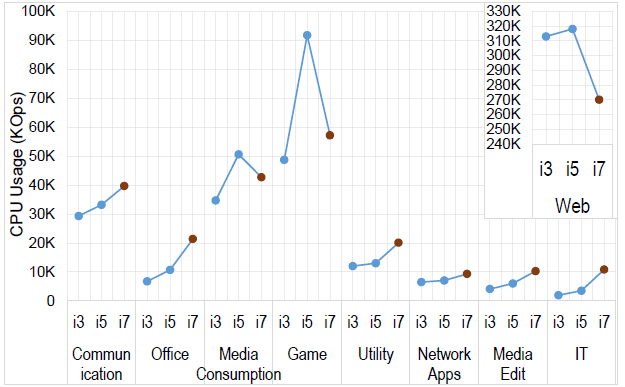 CPU Usage (KOps)
100K
90K
80K
70K
60K
50K
40K
30K
20K
10K
0
330K
320K
310K
300K
290K
280K
270K
260K
250K
240K
i3 i5 i7
Web
i3 i5 i7 i3 i5 i7 i3 i5 i7 i3 i5 i7 i3 i5 i7 i3 i5 i7 i3 i5 i7 i3 i5 i7
Commun Office Media Game Utility Network Media IT
ication Consumption Apps Edit